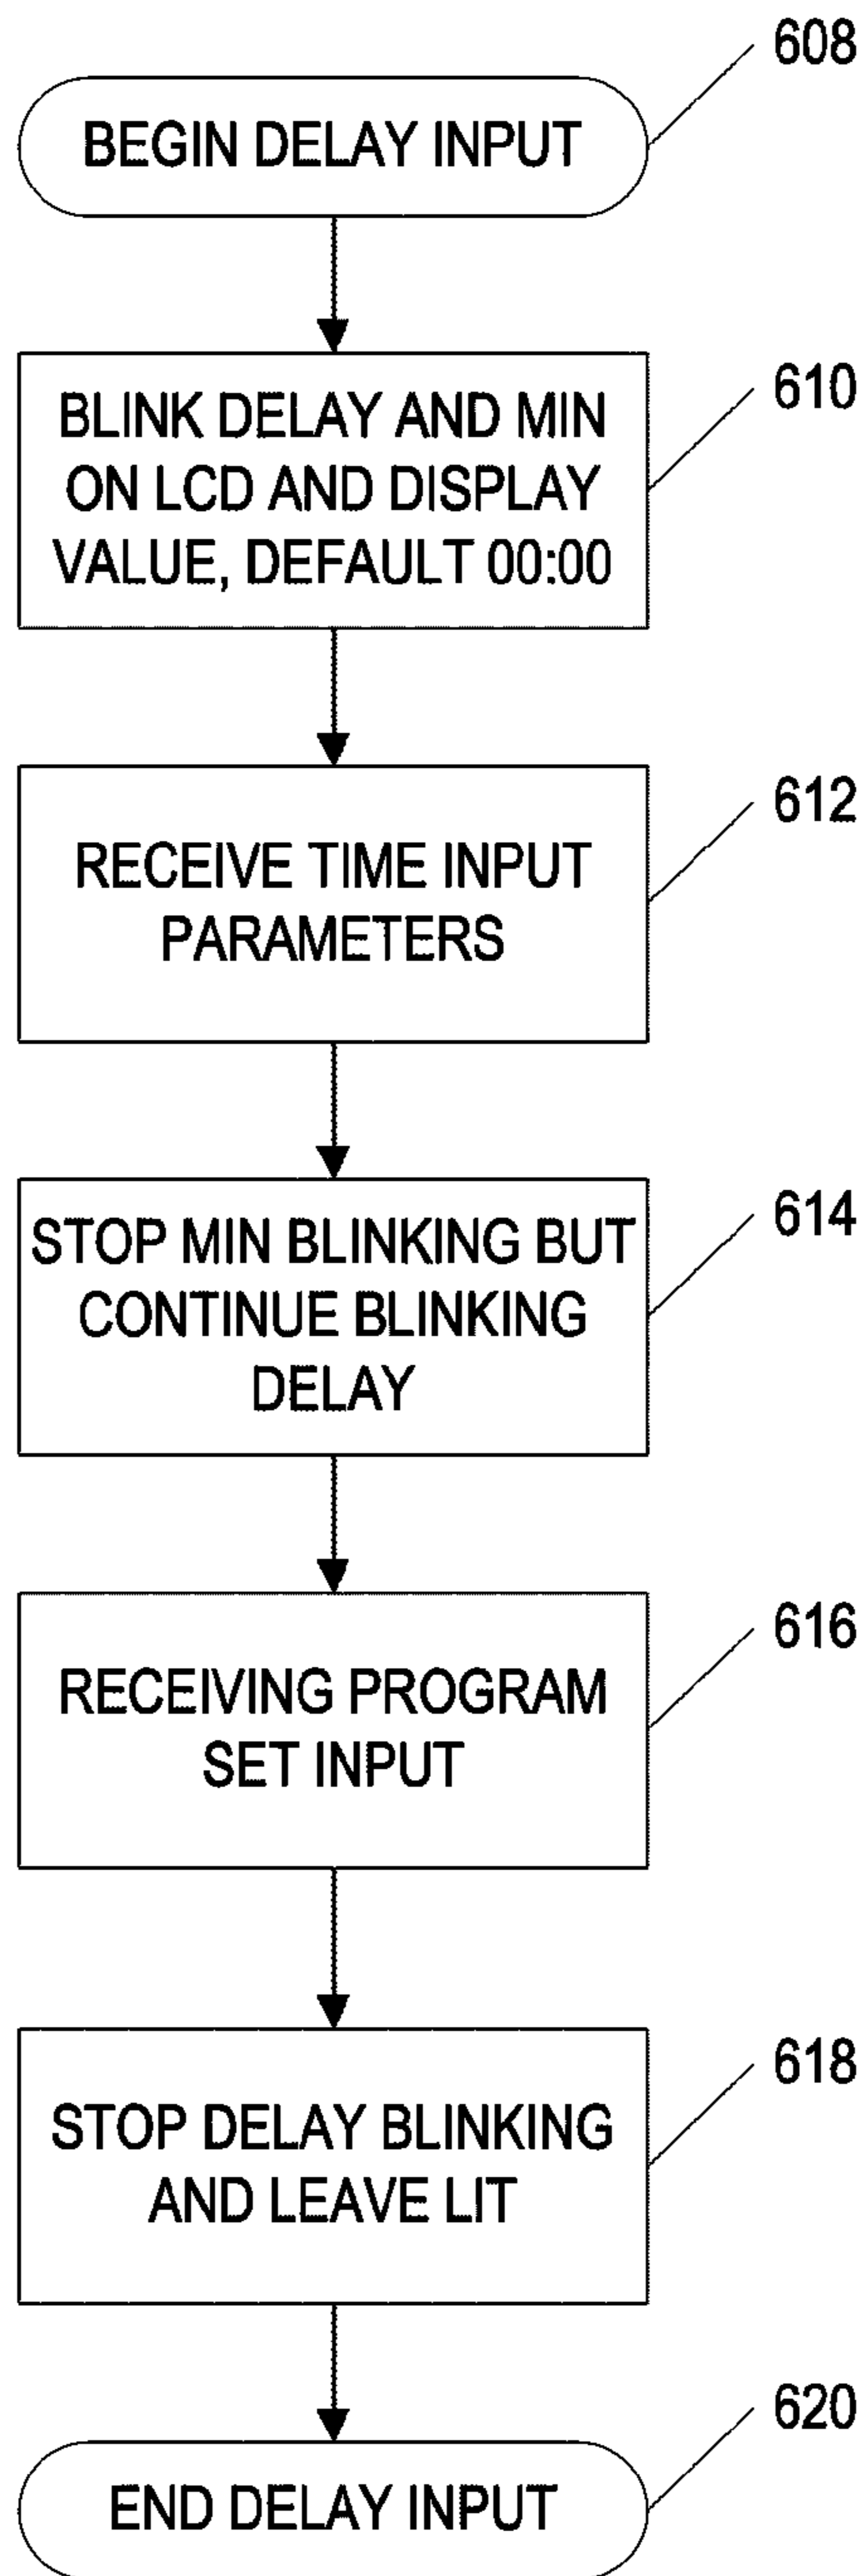 608
BEGIN DELAY INPUT
610
BLINK DELAY AND MIN
ON LCD AND DISPLAY
VALUE, DEFAULT 00:00
612
RECEIVE TIME INPUT
PARAMETERS
614
STOP MIN BLINKING BUT
CONTINUE BLINKING
DELAY
616
RECEIVING PROGRAM
SET INPUT
618
STOP DELAY BLINKING
AND LEAVE LIT
620
END DELAY INPUT